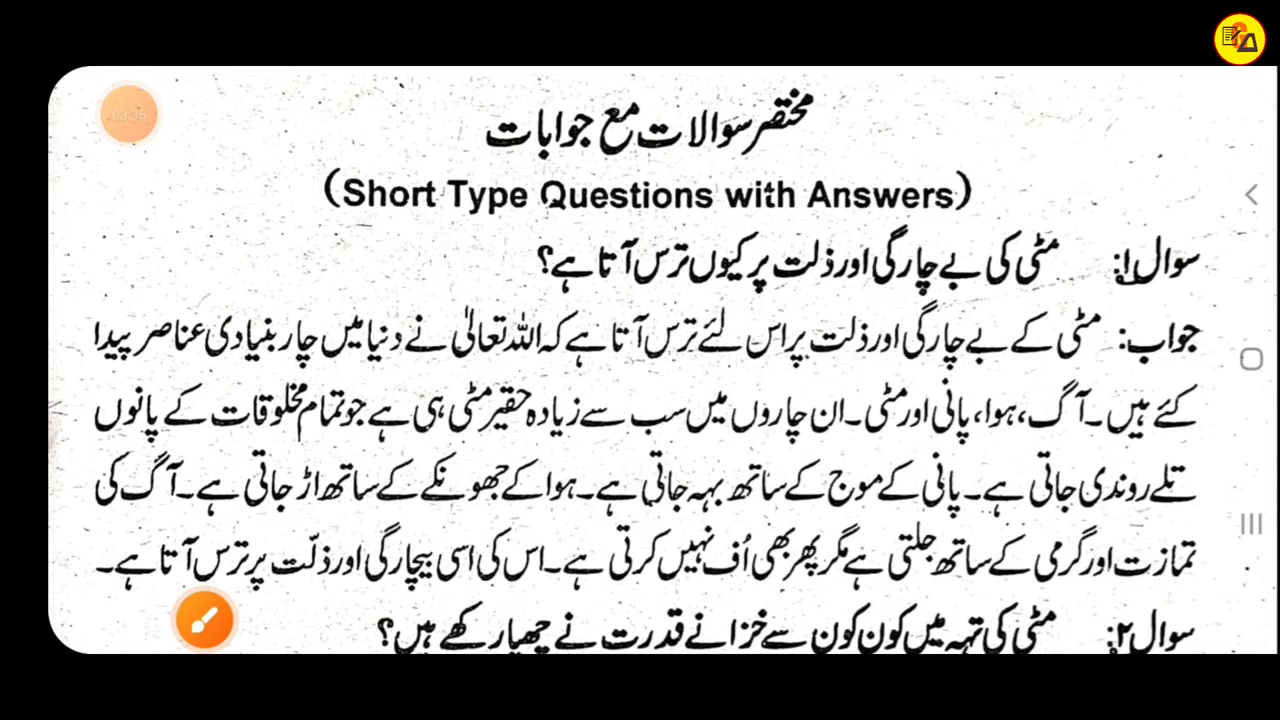 03:36
مختصر سوالات مع جوابات
(Short Type Questions with Answers)
سوال ۱: مٹی کی بے چارگی اور ذلت پر کیوں ترس آتا ہے؟
جواب: مٹی کے بے چارگی اور ذلت پر اس لئے ترس آتا ہے کہ اللہ تعالٰی نے دنیا میں چار بنیادی عناصر پیدا
کئے ہیں۔ آگ، ہوا، پانی اور مٹی۔ ان چاروں میں سب سے زیادہ حقیر مٹی ہی ہے جو تمام مخلوقات کے پانوں
تلے روندی جاتی ہے۔ پانی کے موج کے ساتھ بہہ جاتی ہے۔ ہوا کے جھونکے کے ساتھ اڑ جاتی ہے۔ آگ کی
تمازت اور گرمی کے ساتھ جلتی ہے مگر پھر بھی اُف نہیں کرتی ہے۔ اس کی اسی بیچارگی اور ذلّت پر ترس آتا ہے۔
سوال ۲: مٹی کی تہہ میں کون کون سے خزانے قدرت نے چھپا رکھے ہیں؟